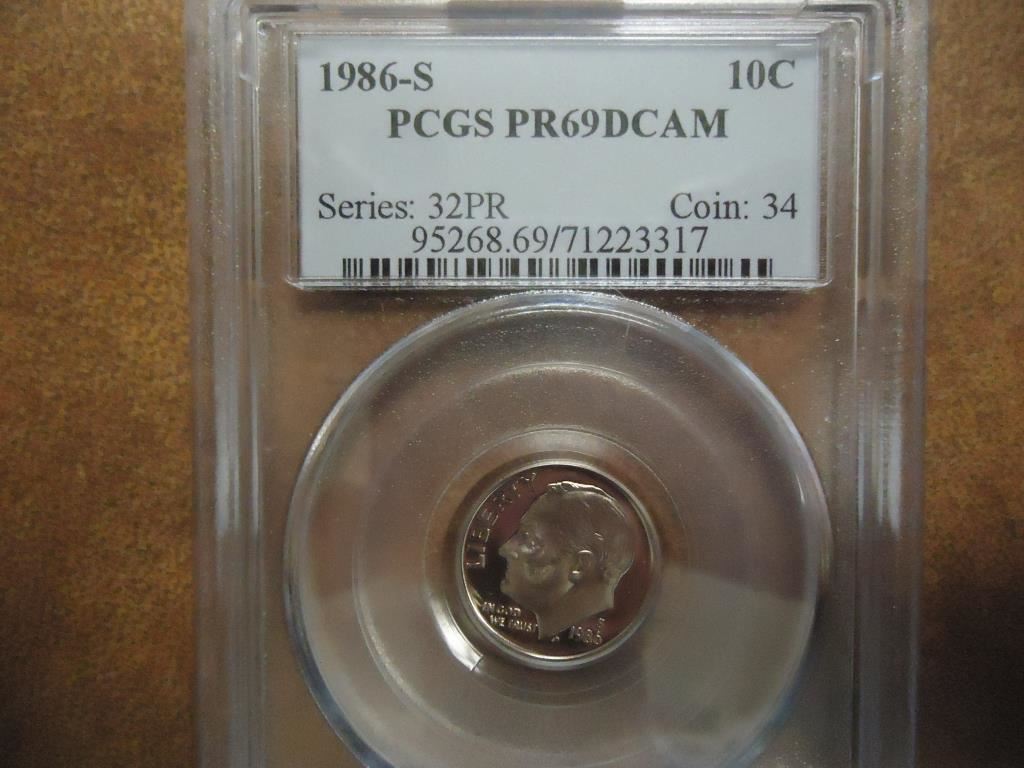 1986-S 10C
PCGS PR69DCAM
Series: 32PR Coin: 34
95268.69/71223317
LIBERTY
IN GOD
WE TRUST
1986
S